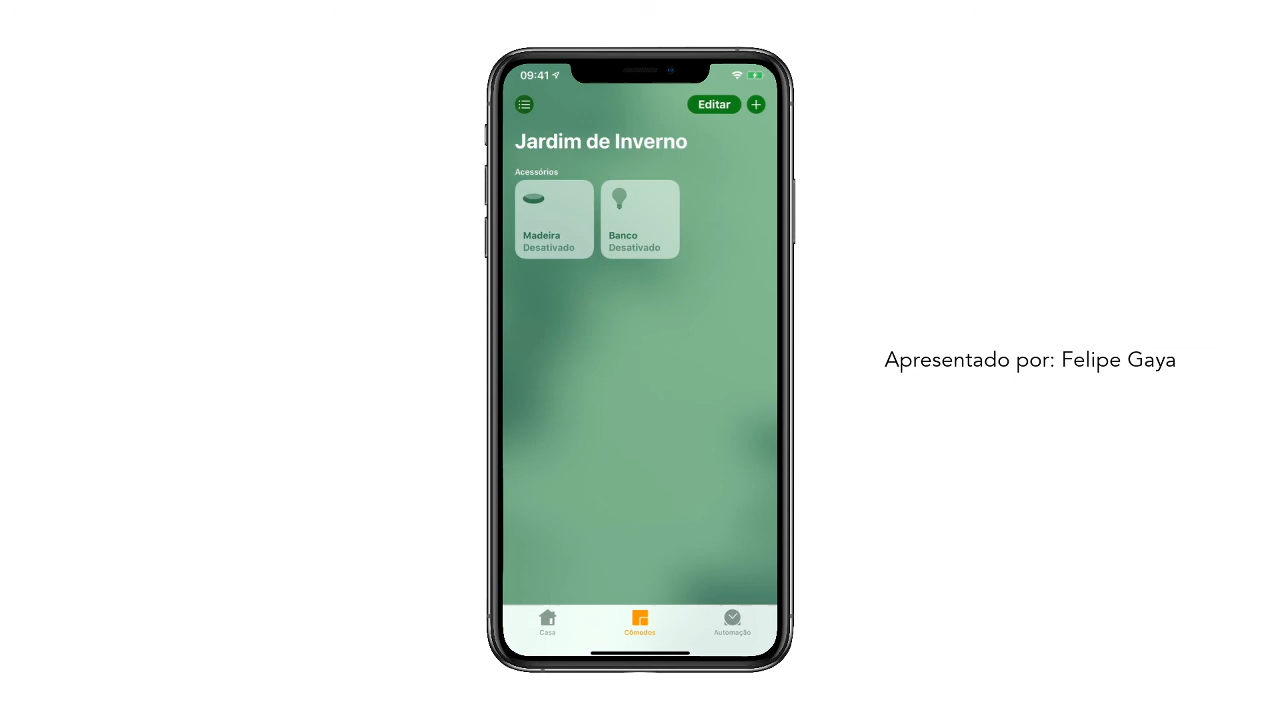 09:41
Editar
Jardim de Inverno
Acessórios
Madeira
Desativado
Banco
Desativado
Apresentado por: Felipe Gaya
Casa
Cômodos
Automação